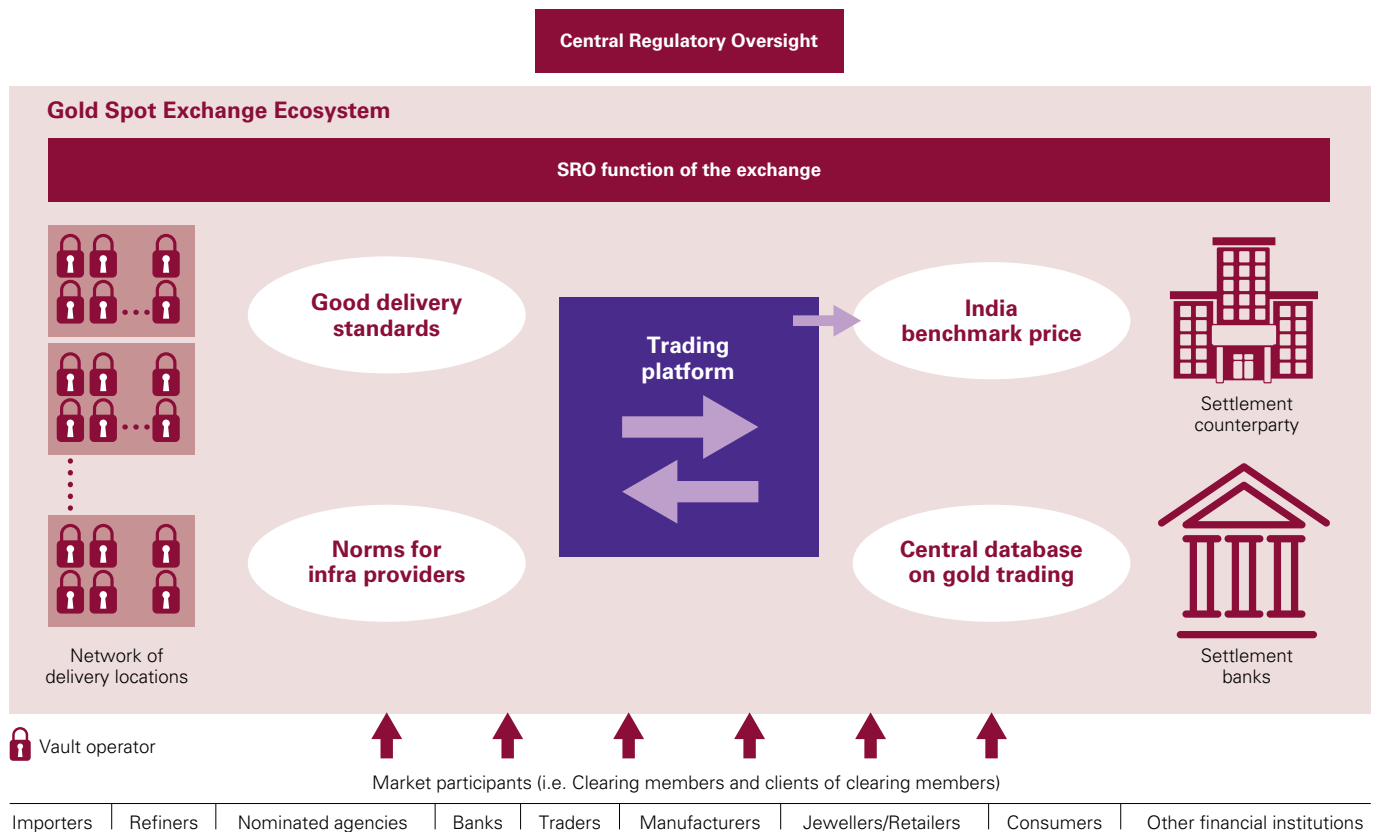 Central Regulatory Oversight
Gold Spot Exchange Ecosystem
SRO function of the exchange
Good delivery
standards
Trading
platform
India
benchmark price
Settlement
counterparty
Norms for
infra providers
Central database
on gold trading
Network of
delivery locations
Settlement
banks
Vault operator
Market participants (i.e. Clearing members and clients of clearing members)
Importers | Refiners | Nominated agencies | Banks | Traders | Manufacturers | Jewellers/Retailers | Consumers | Other financial institutions